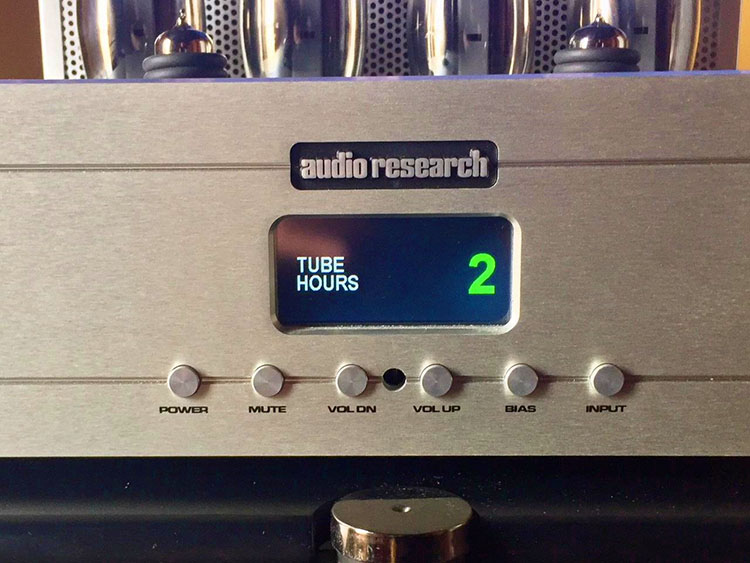 audio research
TUBE
HOURS
2
POWER
MUTE
VOL DN
VOL UP
BIAS
INPUT